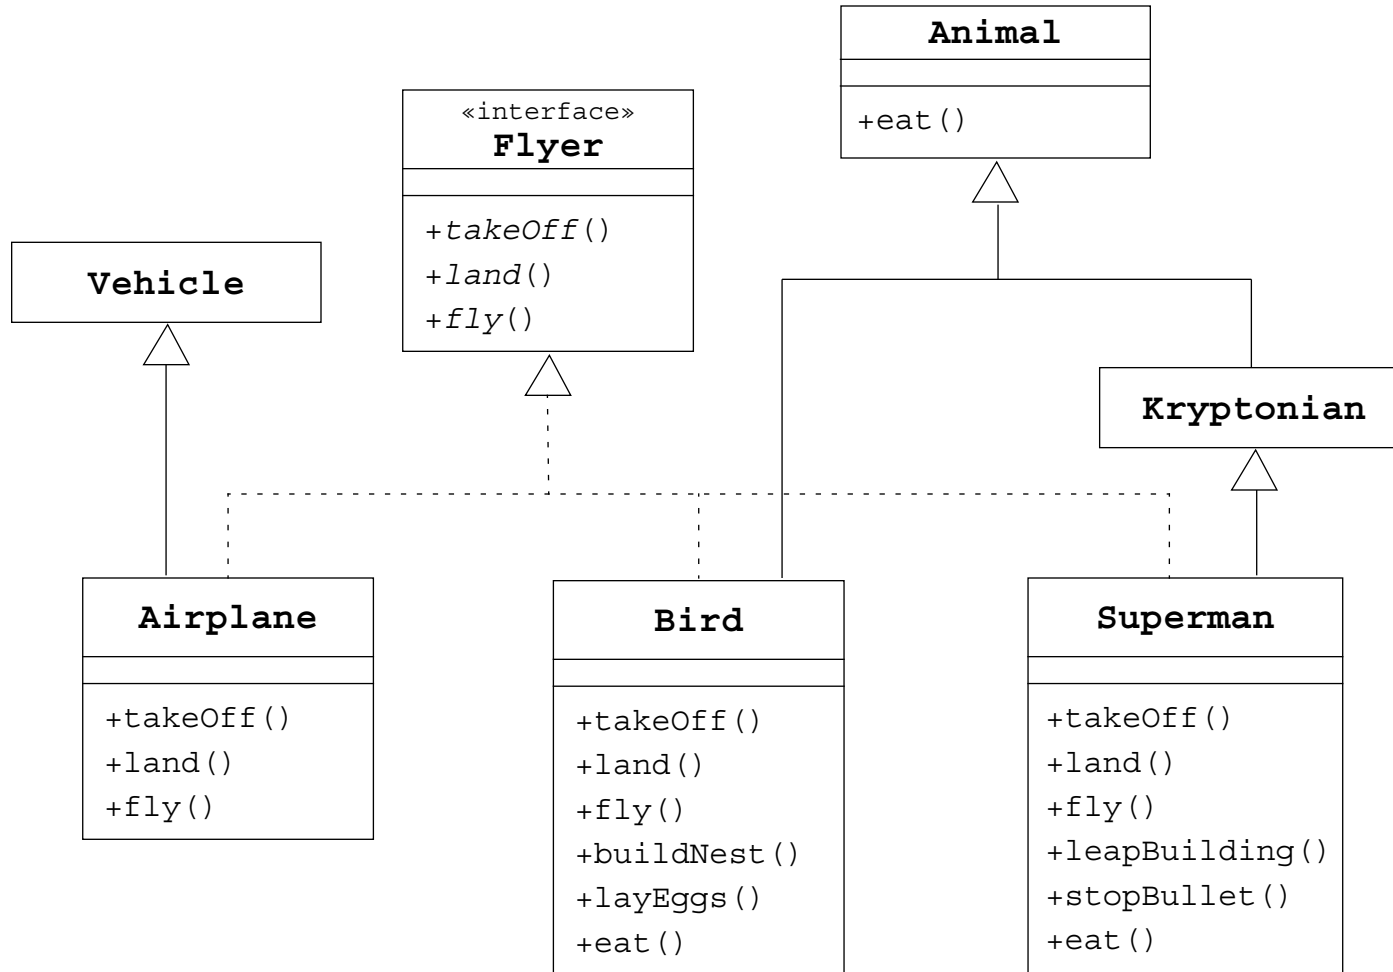 Animal
+eat()
«interface»
Flyer
+takeOff()
+land()
+fly()
Vehicle
Kryptonian
Airplane
+takeOff()
+land()
+fly()
Bird
+takeOff()
+land()
+fly()
+buildNest()
+layEggs()
+eat()
Superman
+takeOff()
+land()
+fly()
+leapBuilding()
+stopBullet()
+eat()